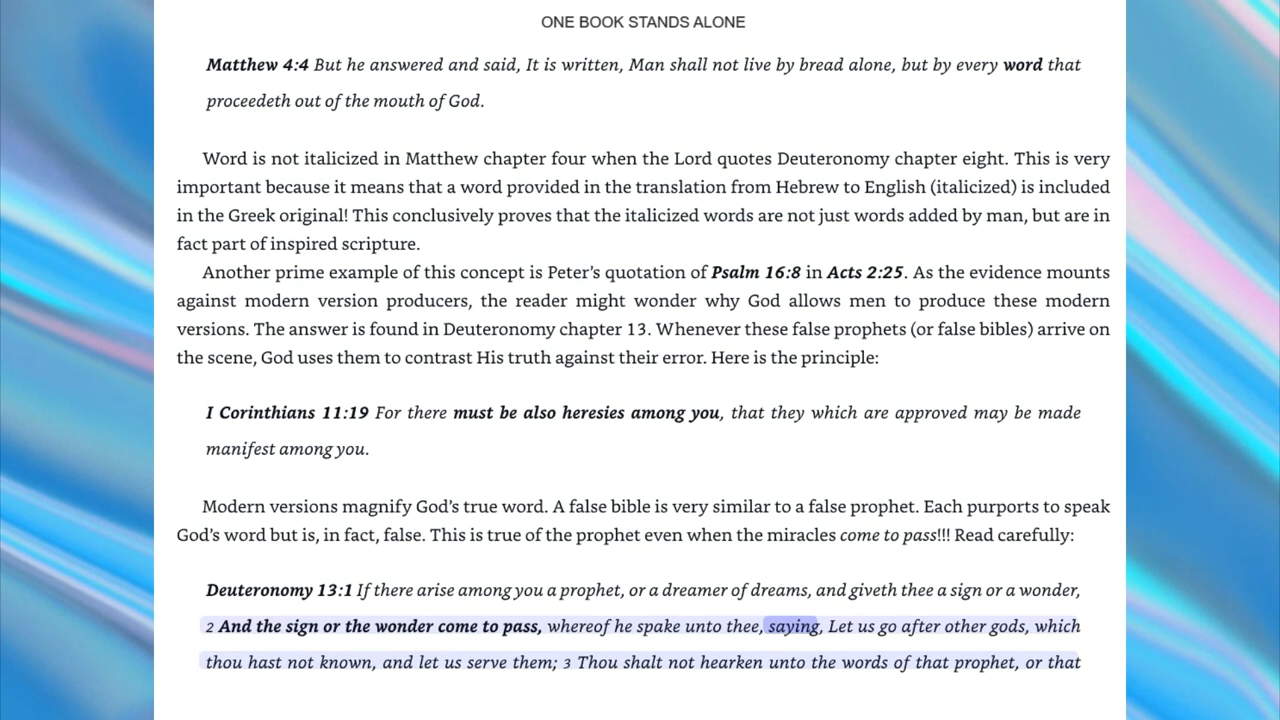 ONE BOOK STANDS ALONE
Matthew 4:4 But he answered and said, It is written, Man shall not live by bread alone, but by every word that
proceedeth out of the mouth of God.
Word is not italicized in Matthew chapter four when the Lord quotes Deuteronomy chapter eight. This is very
important because it means that a word provided in the translation from Hebrew to English (italicized) is included
in the Greek original! This conclusively proves that the italicized words are not just words added by man, but are in
fact part of inspired scripture.
Another prime example of this concept is Peter's quotation of Psalm 16:8 in Acts 2:25. As the evidence mounts
against modern version producers, the reader might wonder why God allows men to produce these modern
versions. The answer is found in Deuteronomy chapter 13. Whenever these false prophets (or false bibles) arrive on
the scene, God uses them to contrast His truth against their error. Here is the principle:
I Corinthians 11:19 For there must be also heresies among you, that they which are approved may be made
manifest among you.
Modern versions magnify God's true word. A false bible is very similar to a false prophet. Each purports to speak
God's word but is, in fact, false. This is true of the prophet even when the miracles come to pass!!! Read carefully:
Deuteronomy 13:1 If there arise among you a prophet, or a dreamer of dreams, and giveth thee a sign or a wonder,
2 And the sign or the wonder come to pass, whereof he spake unto thee, saying, Let us go after other gods, which
thou hast not known, and let us serve them; 3 Thou shalt not hearken unto the words of that prophet, or that